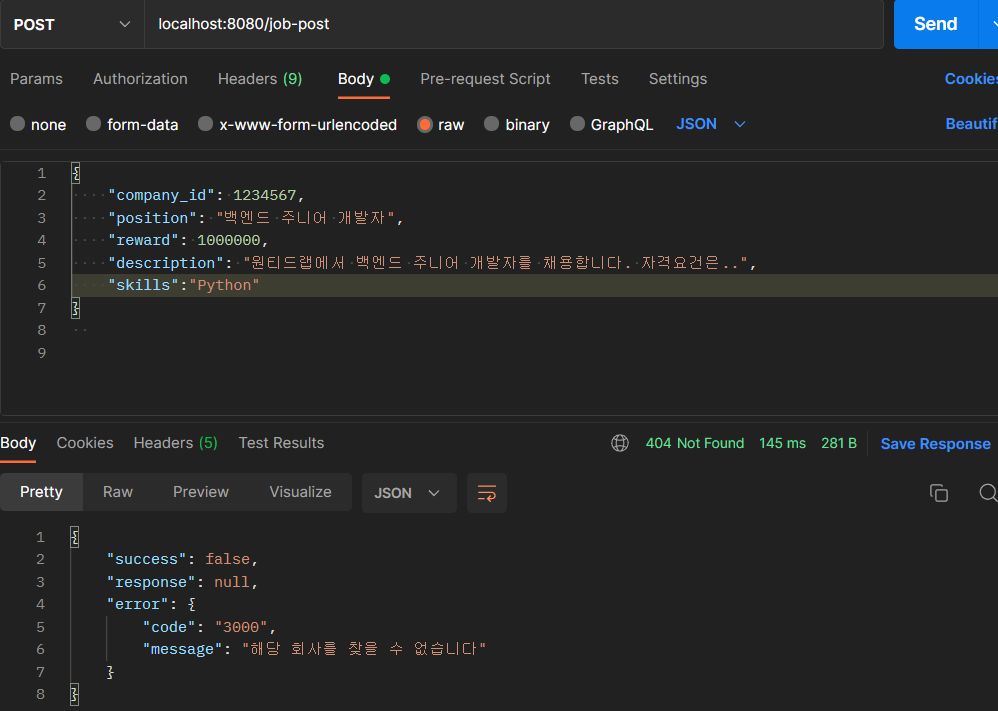 POST localhost:8080/job-post Send
Params Authorization Headers (9) Body Pre-request Script Tests Settings Cookies
none form-data x-www-form-urlencoded raw binary GraphQL JSON Beautif
1 {
2 "company_id": 1234567,
3 "position": "백엔드 주니어 개발자",
4 "reward": 1000000,
5 "description": "원티드랩에서 백엔드 주니어 개발자를 채용합니다. 자격요건은..",
6 "skills":"Python"
7 }
8
9
Body Cookies Headers (5) Test Results 404 Not Found 145 ms 281 B Save Response
Pretty Raw Preview Visualize JSON
1 {
2 "success": false,
3 "response": null,
4 "error": {
5 "code": "3000",
6 "message": "해당 회사를 찾을 수 없습니다"
7 }
8 }